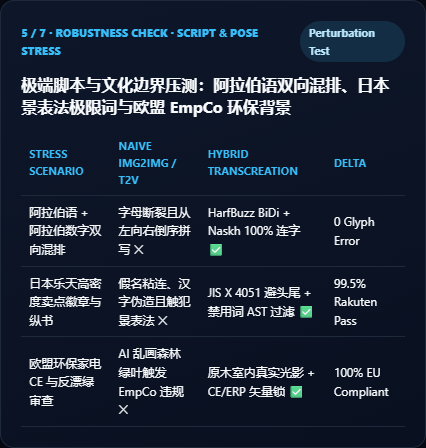 5 / 7 · ROBUSTNESS CHECK · SCRIPT & POSE
STRESS
Perturbation
Test
极端脚本与文化边界压测：阿拉伯语双向混排、日本
景表法极限词与欧盟 EmpCo 环保背景
STRESS
SCENARIO
NAIVE
IMG2IMG /
T2V
HYBRID
TRANSCREATION
DELTA
阿拉伯语 +
阿拉伯数字双
向混排
字母断裂且从
左向右倒序拼
写 ❌
HarfBuzz BiDi +
Naskh 100% 连字
✅
0 Glyph
Error
日本乐天高密
度卖点徽章与
纵书
假名粘连、汉
字伪造且触犯
景表法 ❌
JIS X 4051 避头尾 +
禁用词 AST 过滤 ✅
99.5%
Rakuten
Pass
欧盟环保家电
CE 与反漂绿
审查
AI 乱画森林
绿叶触发
EmpCo 违规
❌
原木室内真实光影 +
CE/ERP 矢量锁 ✅
100% EU
Compliant